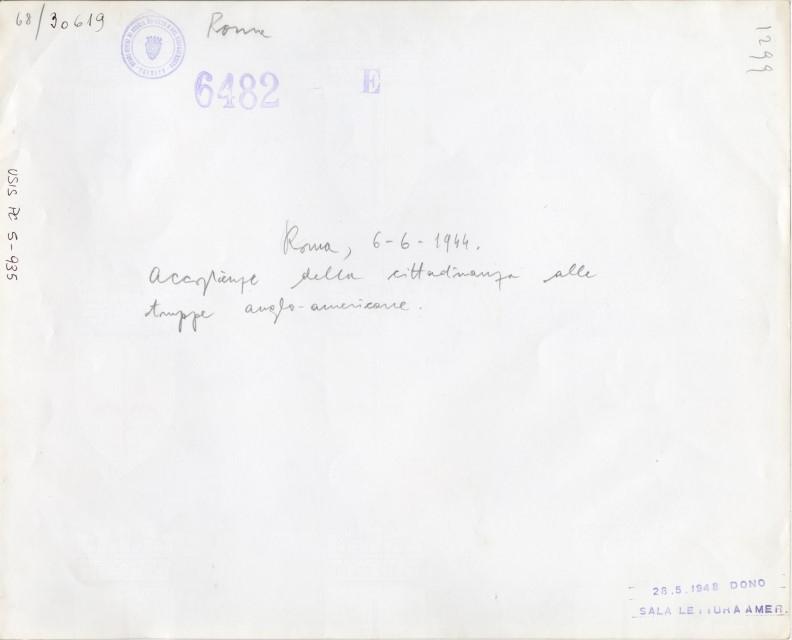 68/30619
Roma
6482 E
1299
USIS PC 5-935
Roma, 6-6-1944.
Accoglienze della cittadinanza alle
truppe anglo-americane.
28.5.1948 DONO
SALA LETTURA AMER.